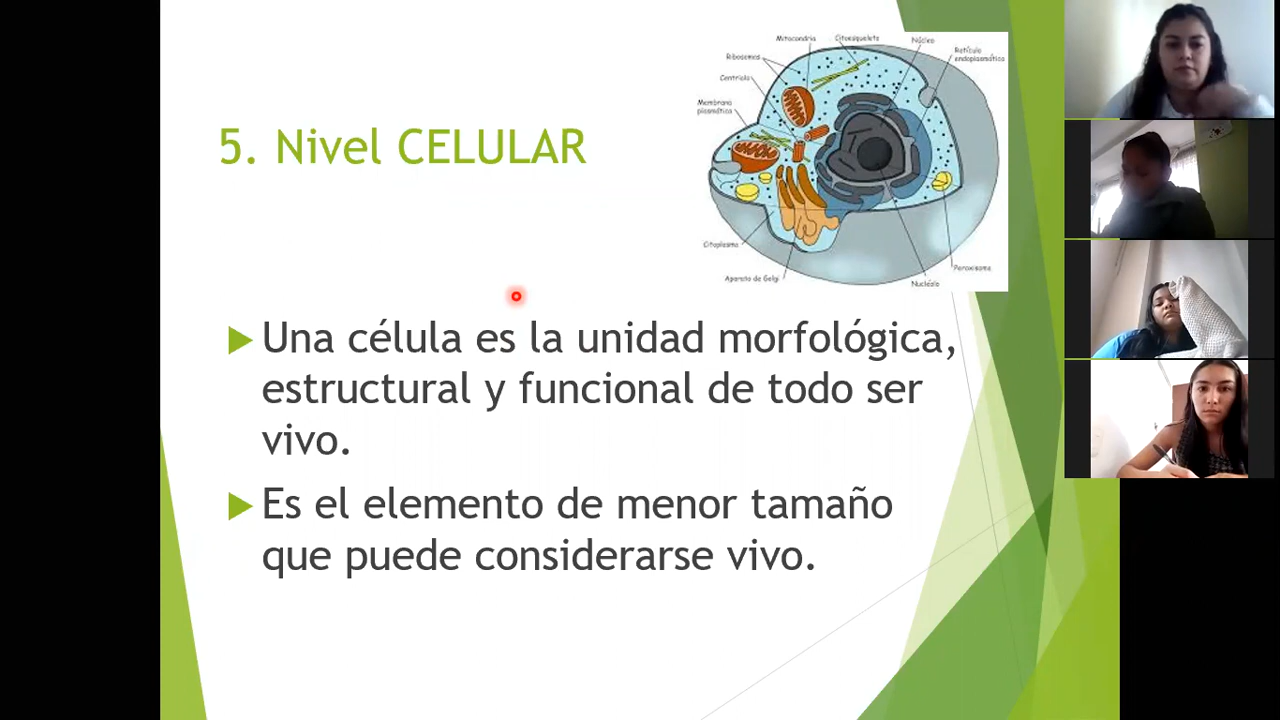 5. Nivel CELULAR
Mitocondria
Citoesqueleto
Núcleo
Ribosomas
Retículo
endoplasmático
Centriolo
Membrana
plasmática
Citoplasma
Aparato de Golgi
Nucléolo
Peroxisoma
Una célula es la unidad morfológica,
estructural y funcional de todo ser
vivo.
Es el elemento de menor tamaño
que puede considerarse vivo.